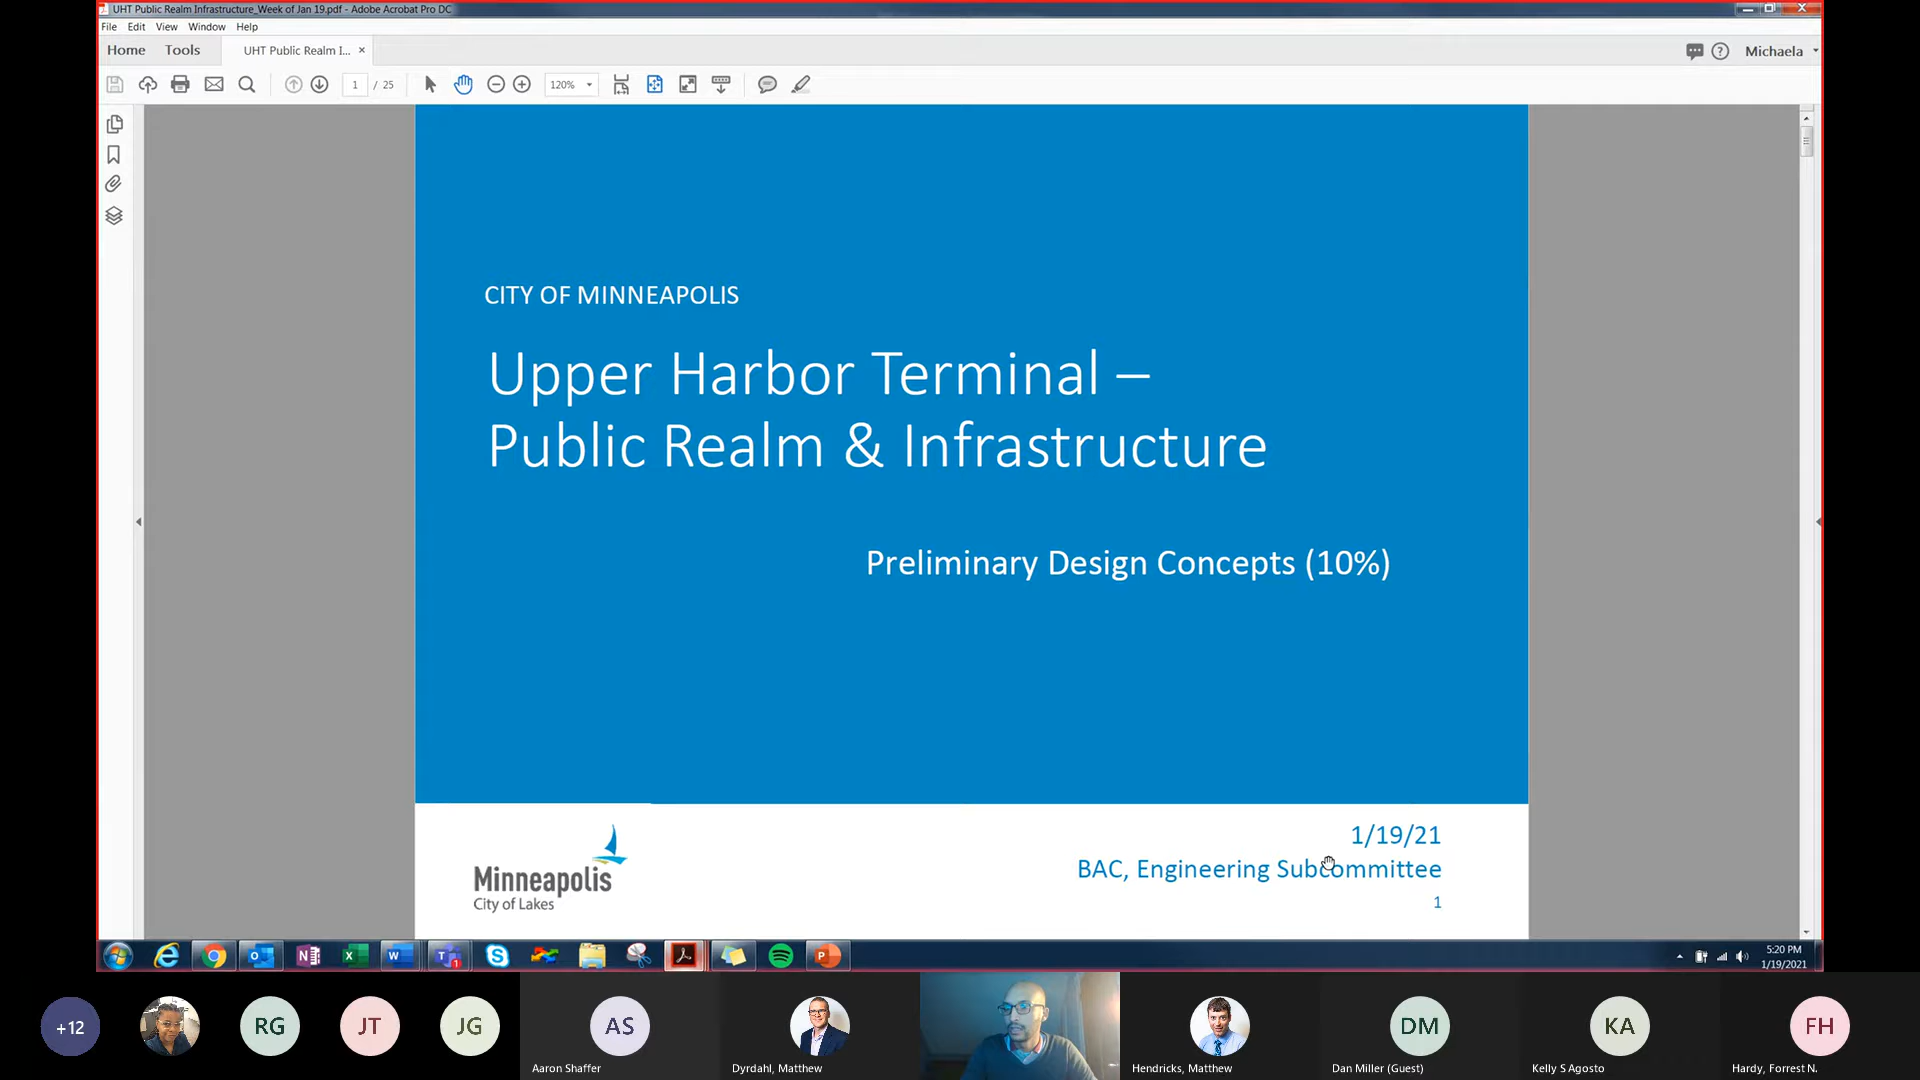 UHT Public Realm Infrastructure_Week of Jan 19.pdf - Adobe Acrobat Pro DC
File Edit View Window Help
Home Tools UHT Public Realm I... ×
Michaela
1 / 25 120%
CITY OF MINNEAPOLIS
Upper Harbor Terminal –
Public Realm & Infrastructure
Preliminary Design Concepts (10%)
1/19/21
BAC, Engineering Subcommittee
1
Minneapolis
City of Lakes
5:20 PM
1/19/2021
+12
RG
JT
JG
AS
Aaron Shaffer
Dyrdahl, Matthew
Hendricks, Matthew
DM
Dan Miller (Guest)
KA
Kelly S Agosto
FH
Hardy, Forrest N.